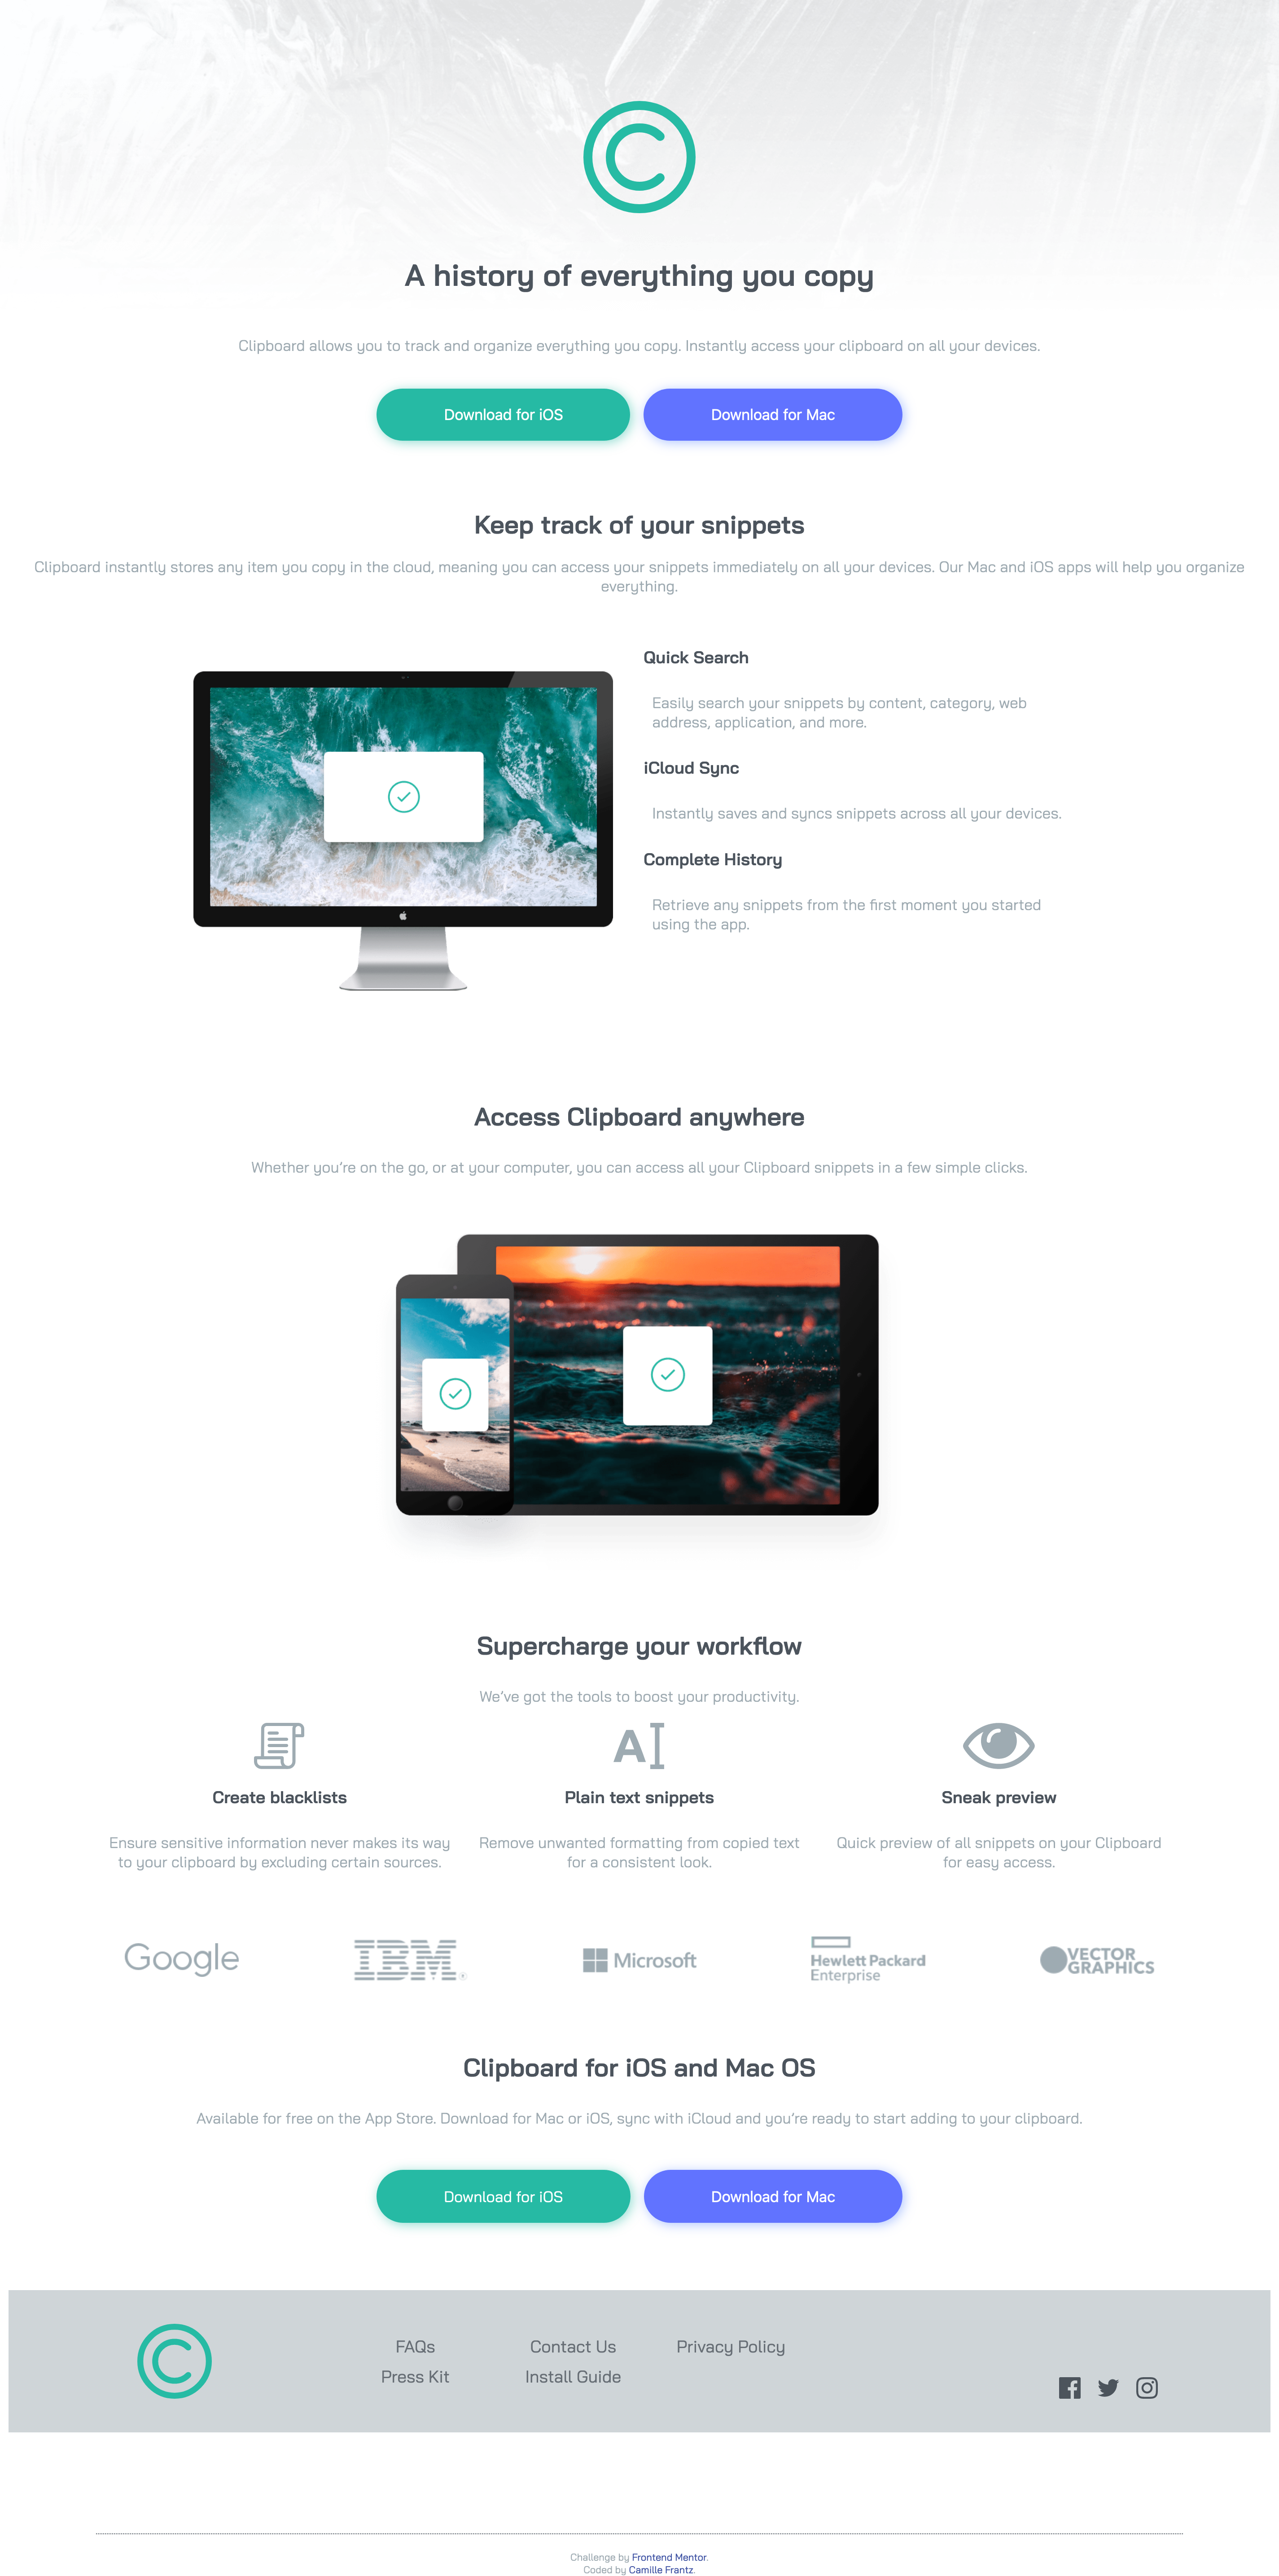 A history of everything you copy
Clipboard allows you to track and organize everything you copy. Instantly access your clipboard on all your devices.
Download for iOS
Download for Mac
Keep track of your snippets
Clipboard instantly stores any item you copy in the cloud, meaning you can access your snippets immediately on all your devices. Our Mac and iOS apps will help you organize
everything.
Quick Search
Easily search your snippets by content, category, web
address, application, and more.
iCloud Sync
Instantly saves and syncs snippets across all your devices.
Complete History
Retrieve any snippets from the first moment you started
using the app.
Access Clipboard anywhere
Whether you’re on the go, or at your computer, you can access all your Clipboard snippets in a few simple clicks.
Supercharge your workflow
We’ve got the tools to boost your productivity.
A
Create blacklists
Ensure sensitive information never makes its way
to your clipboard by excluding certain sources.
Plain text snippets
Remove unwanted formatting from copied text
for a consistent look.
Sneak preview
Quick preview of all snippets on your Clipboard
for easy access.
Google
IBM
Microsoft
Hewlett Packard
Enterprise
VECTOR
GRAPHICS
Clipboard for iOS and Mac OS
Available for free on the App Store. Download for Mac or iOS, sync with iCloud and you’re ready to start adding to your clipboard.
Download for iOS
Download for Mac
FAQs
Contact Us
Privacy Policy
Press Kit
Install Guide
Challenge by Frontend Mentor.
Coded by Camille Frantz.